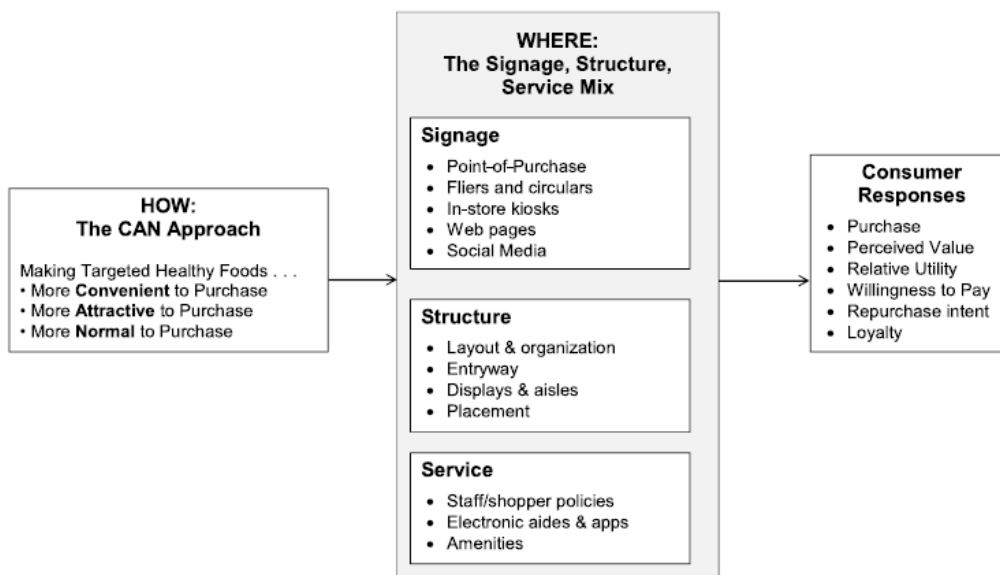 HOW:
The CAN Approach
Making Targeted Healthy Foods . . .
• More Convenient to Purchase
• More Attractive to Purchase
• More Normal to Purchase
WHERE:
The Signage, Structure,
Service Mix
Signage
• Point-of-Purchase
• Fliers and circulars
• In-store kiosks
• Web pages
• Social Media
Structure
• Layout & organization
• Entryway
• Displays & aisles
• Placement
Service
• Staff/shopper policies
• Electronic aides & apps
• Amenities
Consumer
Responses
• Purchase
• Perceived Value
• Relative Utility
• Willingness to Pay
• Repurchase intent
• Loyalty